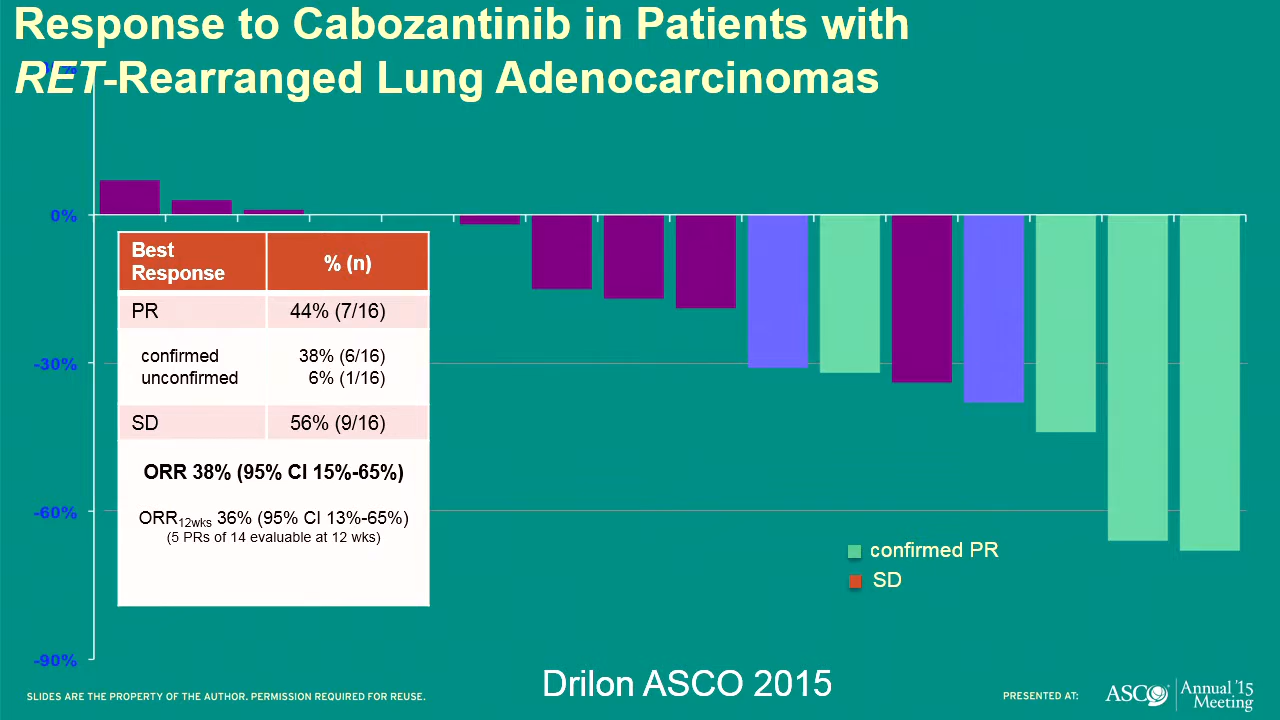 Response to Cabozantinib in Patients with
RET-Rearranged Lung Adenocarcinomas
0%
-30%
-60%
-90%
Best Response % (n)
PR 44% (7/16)
confirmed 38% (6/16)
unconfirmed 6% (1/16)
SD 56% (9/16)
ORR 38% (95% CI 15%-65%)
ORR12wks 36% (95% CI 13%-65%)
(5 PRs of 14 evaluable at 12 wks)
confirmed PR
SD
Drilon ASCO 2015
SLIDES ARE THE PROPERTY OF THE AUTHOR. PERMISSION REQUIRED FOR REUSE.
PRESENTED AT:
ASCO Annual '15
Meeting